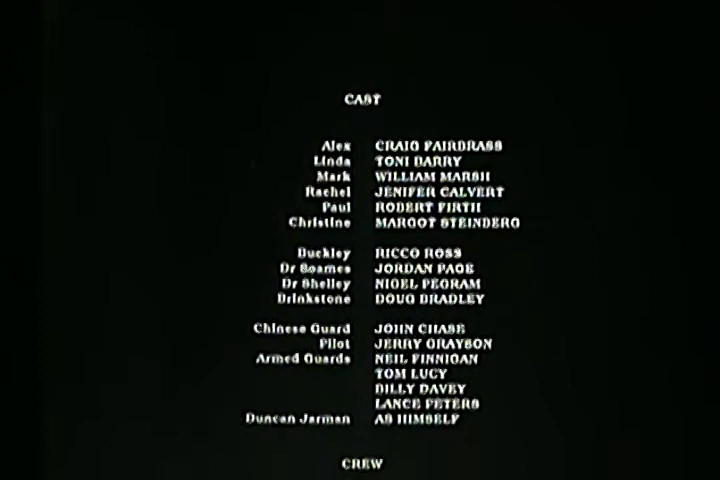 CAST
Alex CRAIG FAIRBRASS
Linda TONI BARRY
Mark WILLIAM MARSH
Rachel JENIFER CALVERT
Paul ROBERT FIRTH
Christine MARGOT STEINBERG
Buckley RICCO ROSS
Dr Soames JORDAN PAGE
Dr Shelley NIGEL PEGRAM
Drinkstone DOUG BRADLEY
Chinese Guard JOHN CHASE
Pilot JERRY GRAYSON
Armed Guards NEIL FINNIGAN
TOM LUCY
BILLY DAVEY
LANCE PETERS
Duncan Jarman AS HIMSELF
CREW